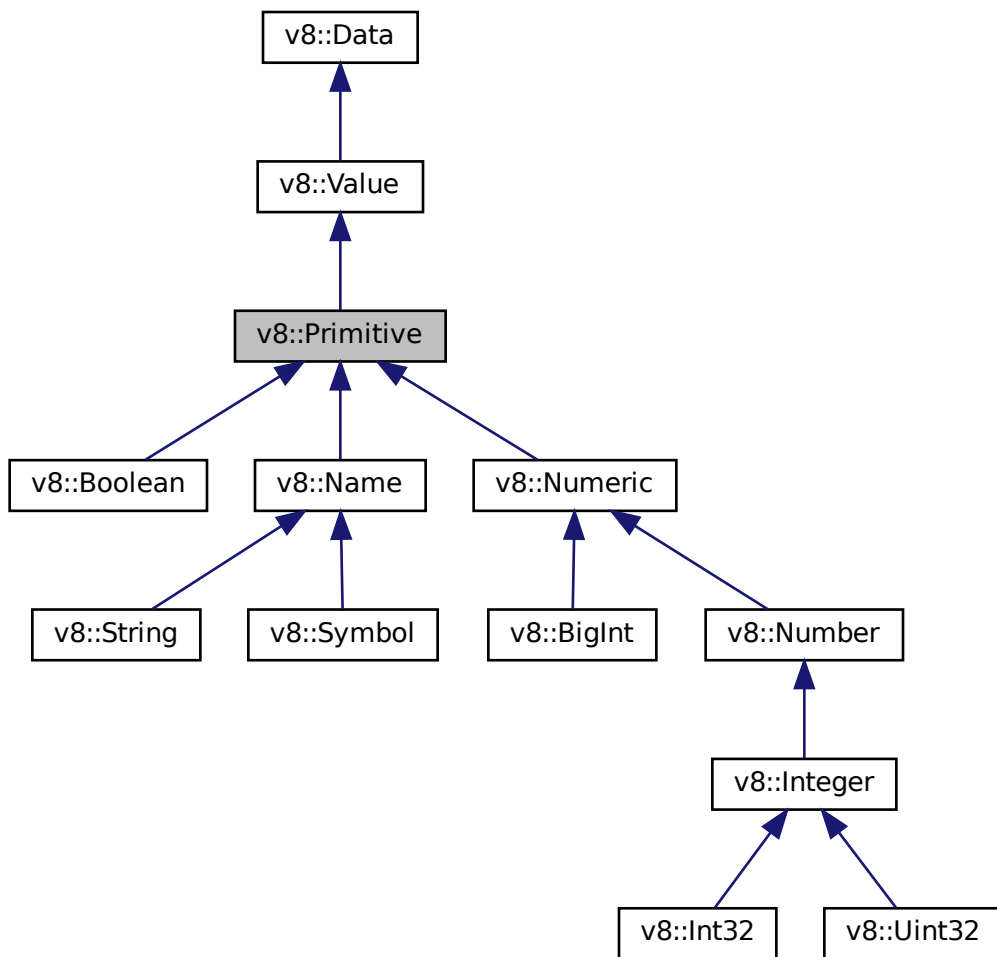 v8::Data
v8::Value
v8::Primitive
v8::Boolean
v8::Name
v8::Numeric
v8::String
v8::Symbol
v8::BigInt
v8::Number
v8::Integer
v8::Int32
v8::Uint32